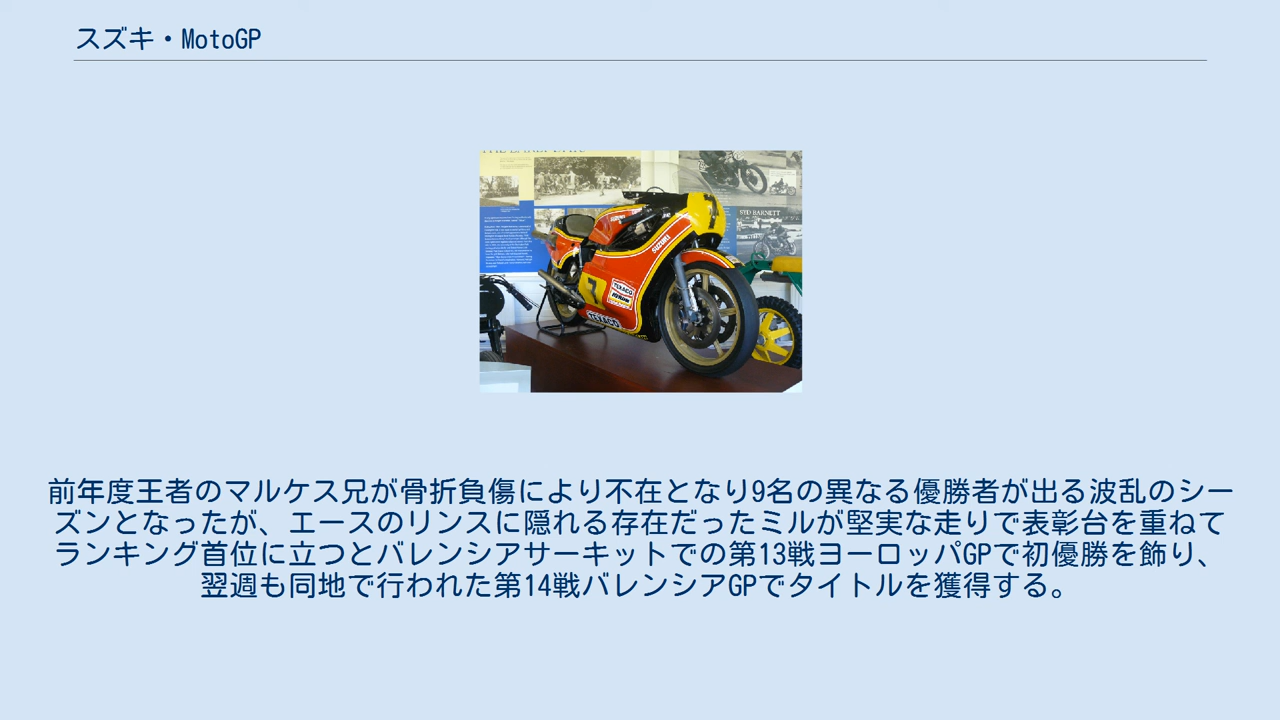 スズキ・MotoGP
SYD BARNETT
SUZUKI
7
TEXACO
TEXACO
前年度王者のマルケス兄が骨折負傷により不在となり9名の異なる優勝者が出る波乱のシー
ズンとなったが、エースのリンスに隠れる存在だったミルが堅実な走りで表彰台を重ねて
ランキング首位に立つとバレンシアサーキットでの第13戦ヨーロッパGPで初優勝を飾り、
翌週も同地で行われた第14戦バレンシアGPでタイトルを獲得する。